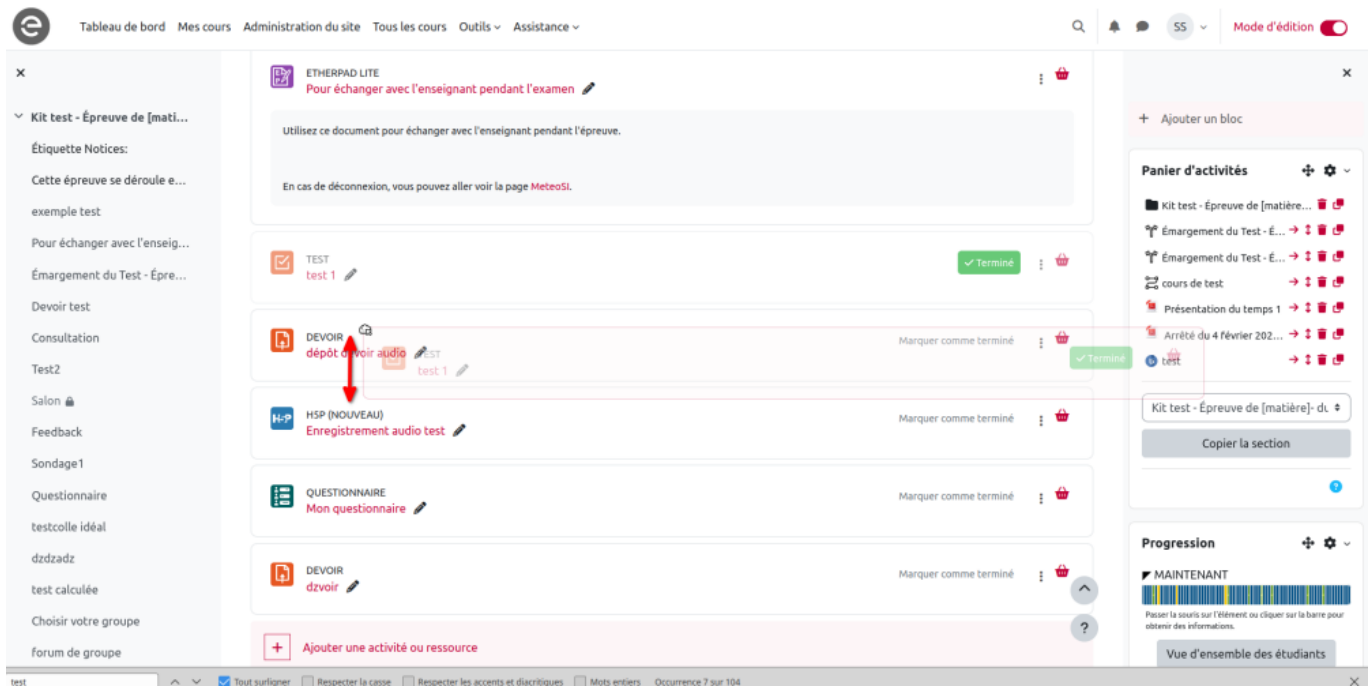 Tableau de bord Mes cours Administration du site Tous les cours Outils Assistance SS Mode d'édition
Kit test - Épreuve de [mati...
Étiquette Notices:
Cette épreuve se déroule e...
exemple test
Pour échanger avec l'enseig...
Émargement du Test - Épre...
Devoir test
Consultation
Test2
Salon
Feedback
Sondage1
Questionnaire
testcolle idéal
dzdzadz
test calculée
Choisir votre groupe
forum de groupe
ETHERPAD LITE
Pour échanger avec l'enseignant pendant l'examen
Utilisez ce document pour échanger avec l'enseignant pendant l'épreuve.
En cas de déconnexion, vous pouvez aller voir la page MeteoSI.
TEST
test 1
Terminé
DEVOIR
dépôt devoir audio
Marquer comme terminé
TEST
test 1
Terminé
H5P (NOUVEAU)
Enregistrement audio test
Marquer comme terminé
QUESTIONNAIRE
Mon questionnaire
Marquer comme terminé
DEVOIR
dzvoir
Marquer comme terminé
?
+ Ajouter une activité ou ressource
+ Ajouter un bloc
Panier d'activités
Kit test - Épreuve de [matière...
Émargement du Test - É...
Émargement du Test - É...
cours de test
Présentation du temps 1
Arrêté du 4 février 202...
test
Kit test - Épreuve de [matière]- du
Copier la section
?
Progression
MAINTENANT
Passer la souris sur l'élément ou cliquer sur la barre pour
obtenir des informations.
Vue d'ensemble des étudiants
test Tout surligner Respecter la casse Respecter les accents et diacritiques Mots entiers Occurrence 7 sur 104